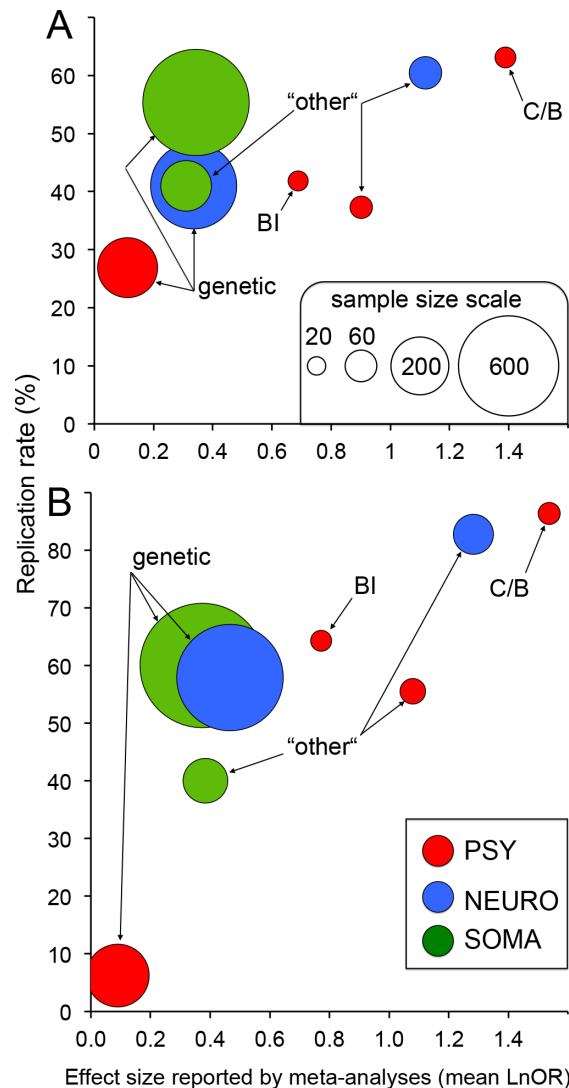 A
60
50
40
30
20
10
0
0
0.2
0.4
0.6
0.8
1
1.2
1.4
“other“
C/B
BI
genetic
sample size scale
20
60
200
600
Replication rate (%)
B
80
70
60
50
40
30
20
10
0
0.0
0.2
0.4
0.6
0.8
1.0
1.2
1.4
genetic
BI
C/B
“other“
PSY
NEURO
SOMA
Effect size reported by meta-analyses (mean LnOR)